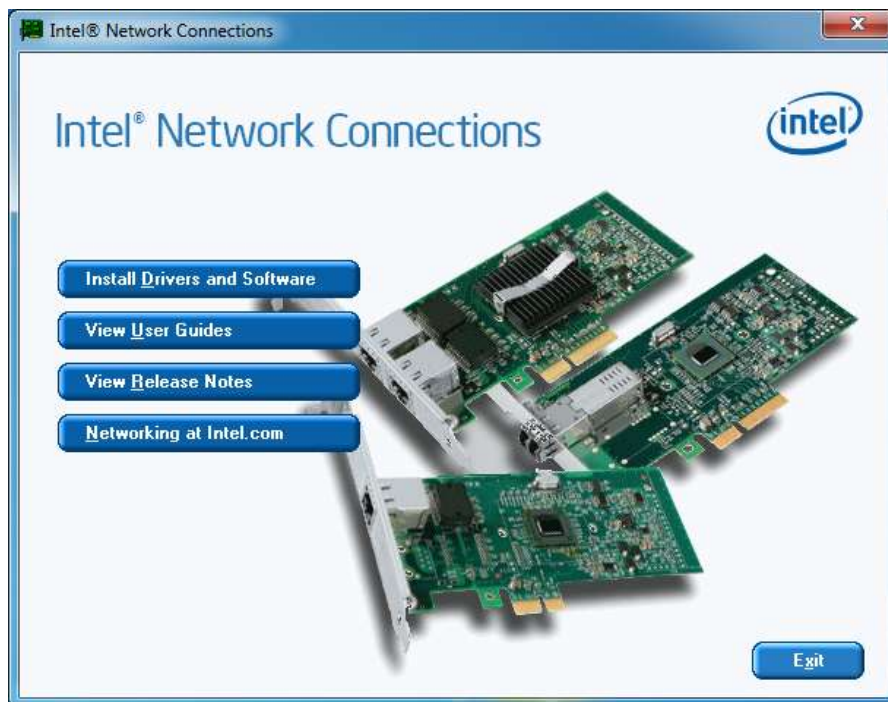 Intel® Network Connections
Intel® Network Connections
intel
Install Drivers and Software
View User Guides
View Release Notes
Networking at Intel.com
Exit